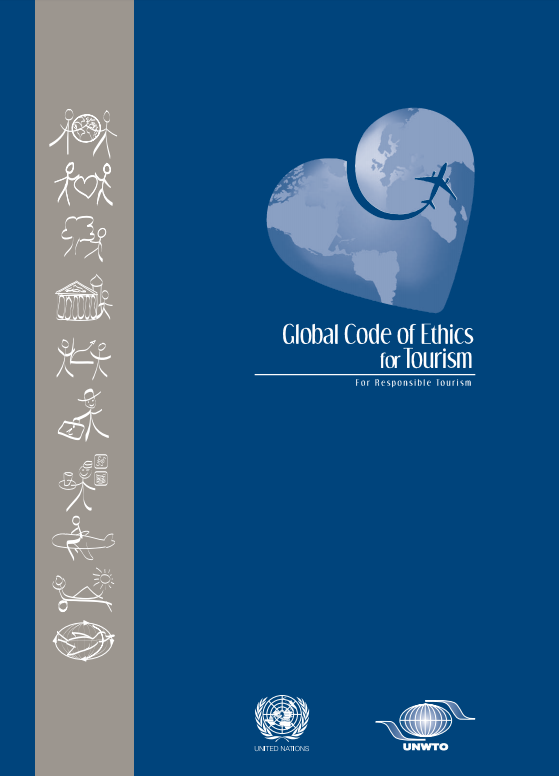 Global Code of Ethics
for Tourism
For Responsible Tourism
UNITED NATIONS
UNWTO